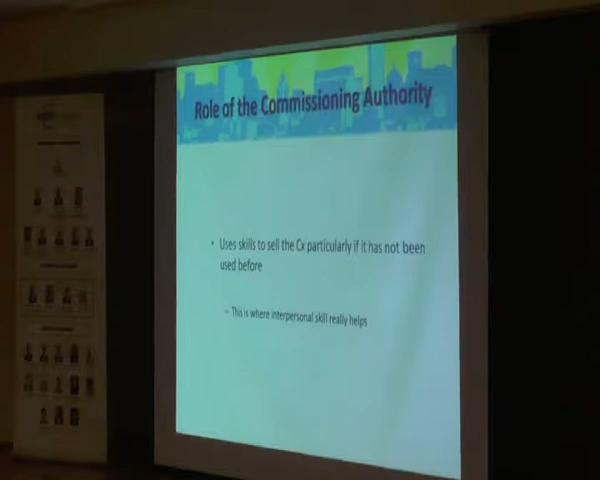 Role of the Commissioning Authority
• Uses skills to sell the Cx particularly if it has not been
used before
– This is where interpersonal skill really helps